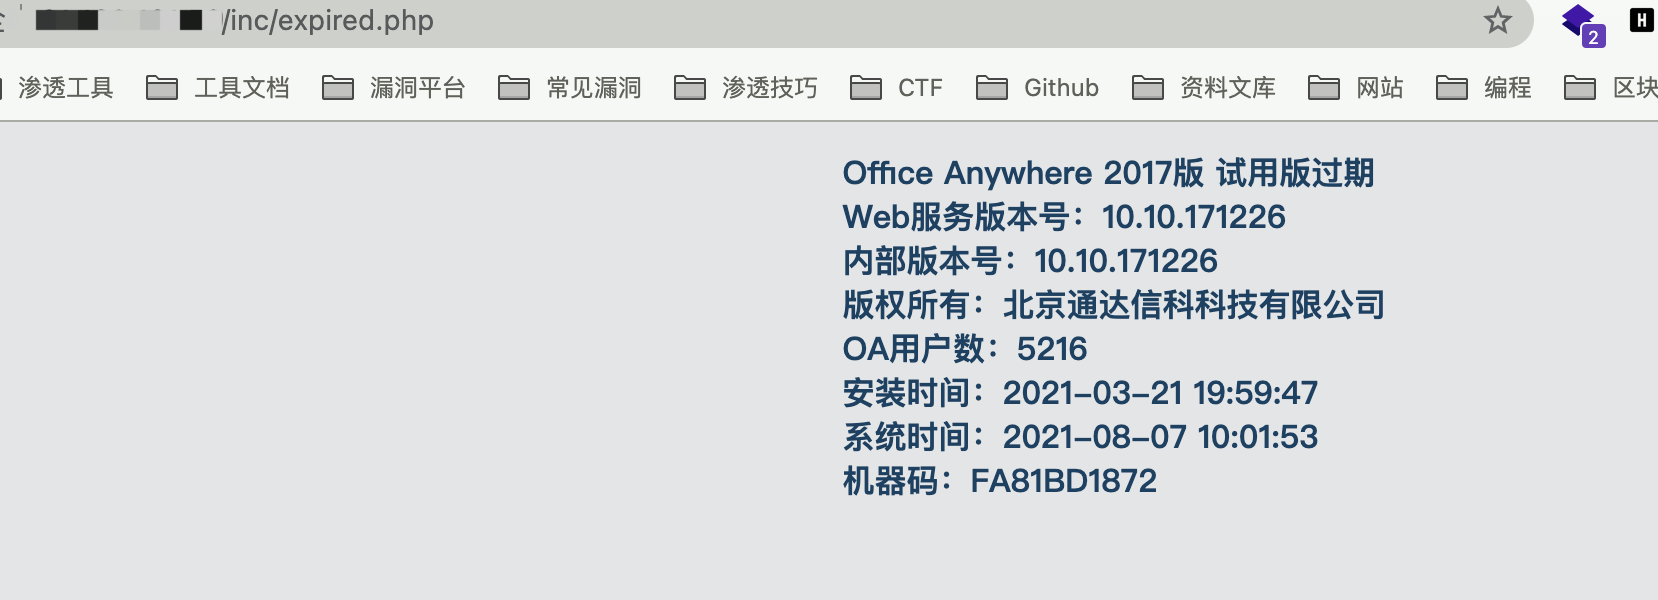 /inc/expired.php
2
H
渗透工具 工具文档 漏洞平台 常见漏洞 渗透技巧 CTF Github 资料文库 网站 编程 区块
Office Anywhere 2017版 试用版过期
Web服务版本号：10.10.171226
内部版本号：10.10.171226
版权所有：北京通达信科科技有限公司
OA用户数：5216
安装时间：2021-03-21 19:59:47
系统时间：2021-08-07 10:01:53
机器码：FA81BD1872